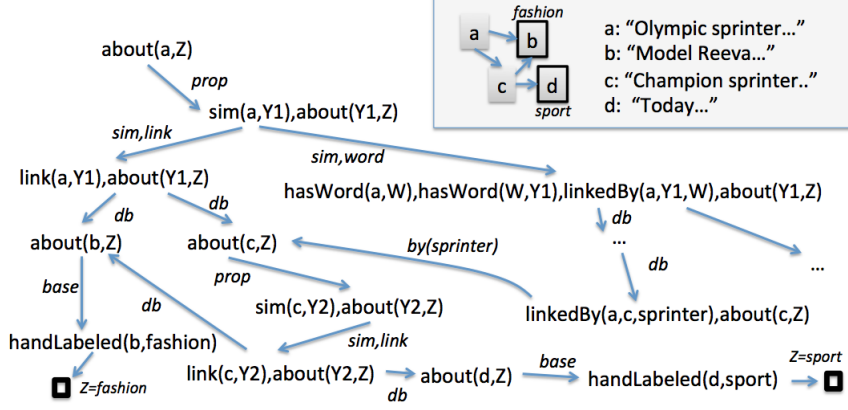 fashion
a
b
c
d
sport
a: “Olympic sprinter…”
b: “Model Reeva…”
c: “Champion sprinter..”
d: “Today…”
about(a,Z)
prop
sim(a,Y1),about(Y1,Z)
sim,link
sim,word
link(a,Y1),about(Y1,Z)
hasWord(a,W),hasWord(W,Y1),linkedBy(a,Y1,W),about(Y1,Z)
db
db
db
about(b,Z)
about(c,Z)
by(sprinter)
…
…
base
prop
db
db
sim(c,Y2),about(Y2,Z)
linkedBy(a,c,sprinter),about(c,Z)
handLabeled(b,fashion)
sim,link
Z=fashion
link(c,Y2),about(Y2,Z)
db
about(d,Z)
base
handLabeled(d,sport)
Z=sport